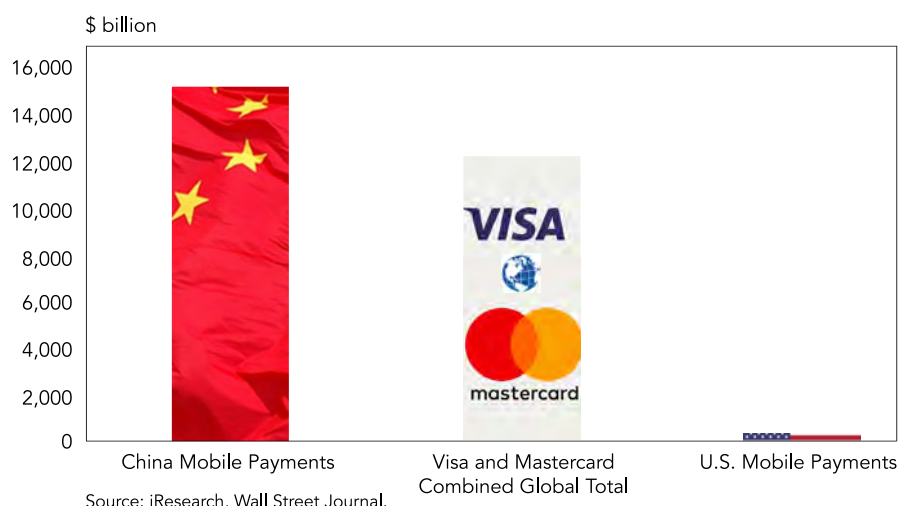 $ billion
16,000
14,000
12,000
10,000
8,000
6,000
4,000
2,000
0
VISA
mastercard
China Mobile Payments
Visa and Mastercard
Combined Global Total
U.S. Mobile Payments
Source: iResearch, Wall Street Journal.